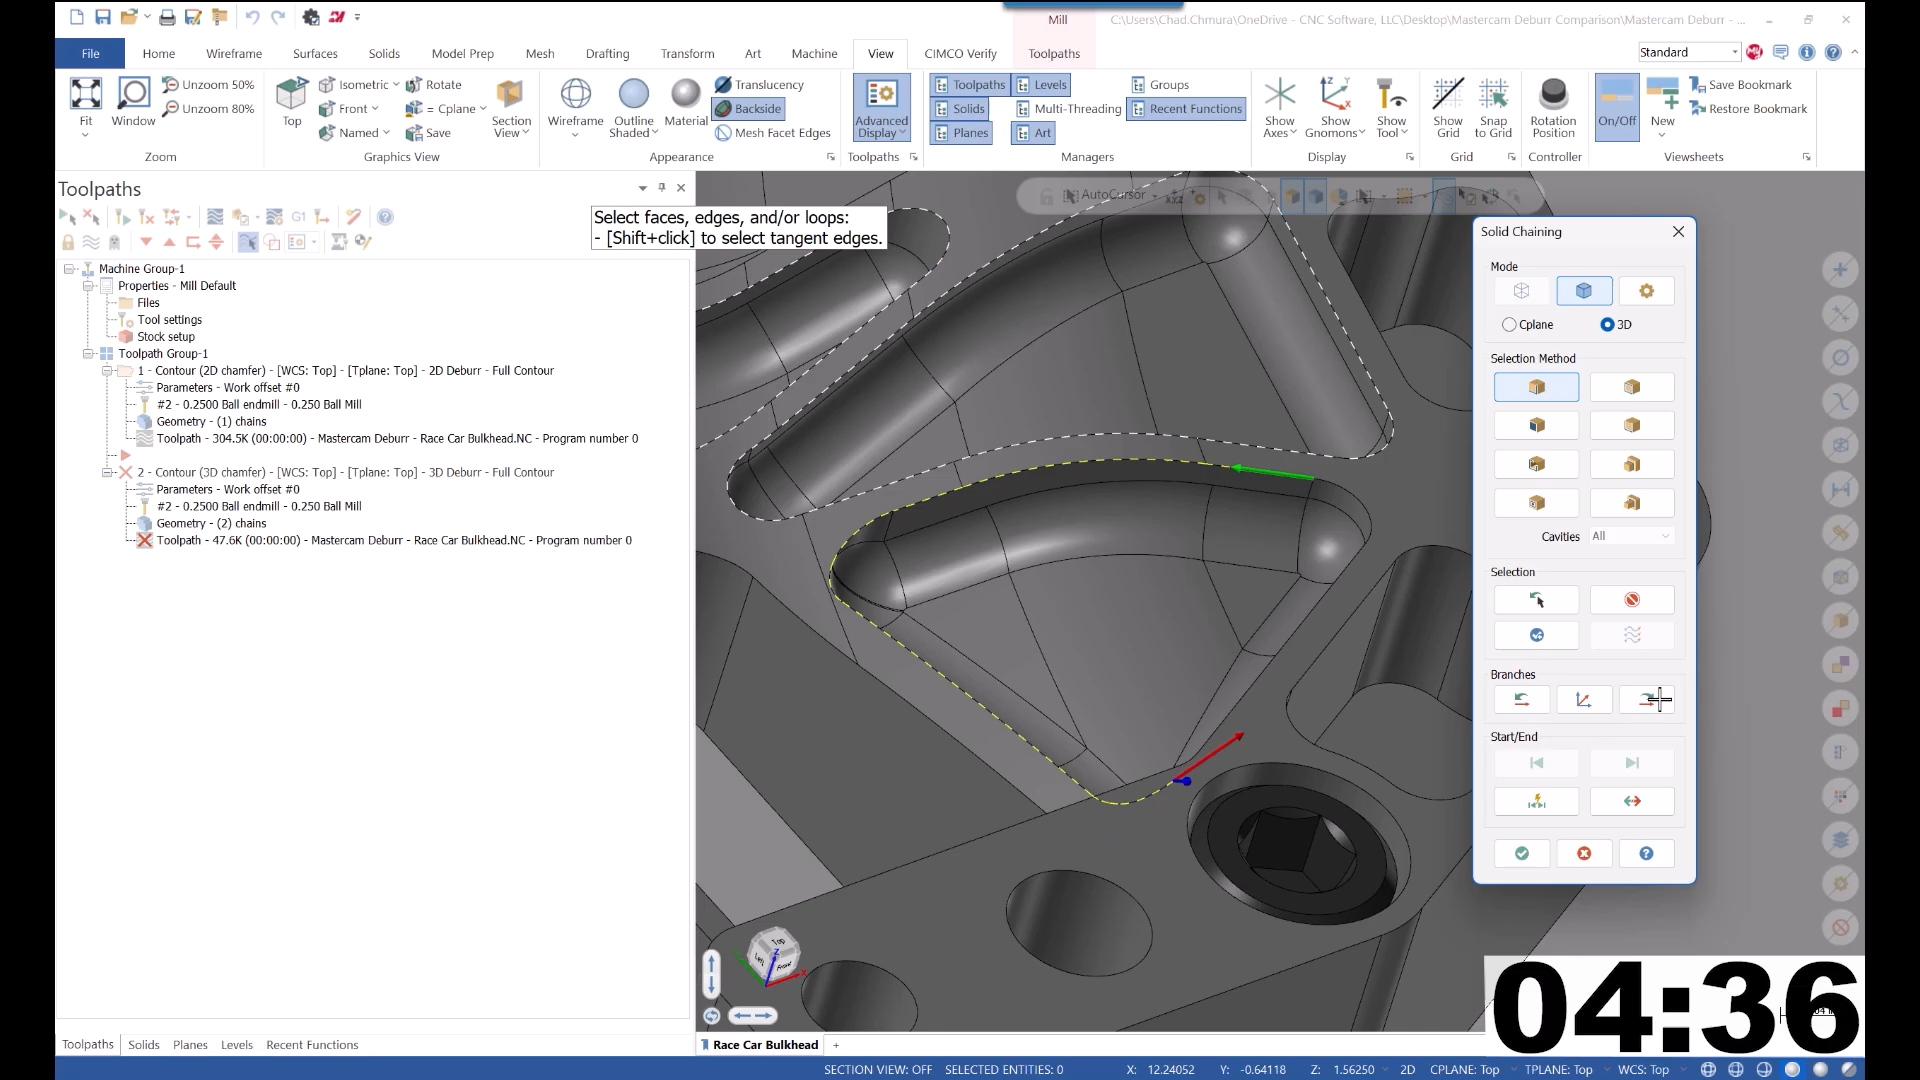 Mill
C:\Users\Chad.Chmura\OneDrive - CNC Software, LLC\Desktop\Mastercam Deburr Comparison\Mastercam Deburr - ...
File
Home
Wireframe
Surfaces
Solids
Model Prep
Mesh
Drafting
Transform
Art
Machine
View
CIMCO Verify
Toolpaths
Standard
Fit
Window
Unzoom 50%
Unzoom 80%
Zoom
Top
Isometric
Front
Named
Rotate
= Cplane
Save
Section
View
Graphics View
Wireframe
Outline
Shaded
Material
Translucency
Backside
Mesh Facet Edges
Appearance
Advanced
Display
Toolpaths
Toolpaths
Solids
Planes
Levels
Multi-Threading
Art
Groups
Recent Functions
Managers
Show
Axes
Show
Gnomons
Show
Tool
Display
Show
Grid
Snap
to Grid
Grid
Rotation
Position
Controller
On/Off
New
Save Bookmark
Restore Bookmark
Viewsheets
Toolpaths
G1
Machine Group-1
Properties - Mill Default
Files
Tool settings
Stock setup
Toolpath Group-1
1 - Contour (2D chamfer) - [WCS: Top] - [Tplane: Top] - 2D Deburr - Full Contour
Parameters - Work offset #0
#2 - 0.2500 Ball endmill - 0.250 Ball Mill
Geometry - (1) chains
Toolpath - 304.5K (00:00:00) - Mastercam Deburr - Race Car Bulkhead.NC - Program number 0
2 - Contour (3D chamfer) - [WCS: Top] - [Tplane: Top] - 3D Deburr - Full Contour
Parameters - Work offset #0
#2 - 0.2500 Ball endmill - 0.250 Ball Mill
Geometry - (2) chains
Toolpath - 47.6K (00:00:00) - Mastercam Deburr - Race Car Bulkhead.NC - Program number 0
Select faces, edges, and/or loops:
- [Shift+click] to select tangent edges.
AutoCursor
XYZ
Solid Chaining
Mode
Cplane
3D
Selection Method
Cavities
All
Selection
Branches
Start/End
Top
Left
Front
Z
X
04:36
Toolpaths
Solids
Planes
Levels
Recent Functions
Race Car Bulkhead
+
SECTION VIEW: OFF
SELECTED ENTITIES: 0
X: 12.24052
Y: -0.64118
Z: 1.56250
2D
CPLANE: Top
TPLANE: Top
WCS: Top